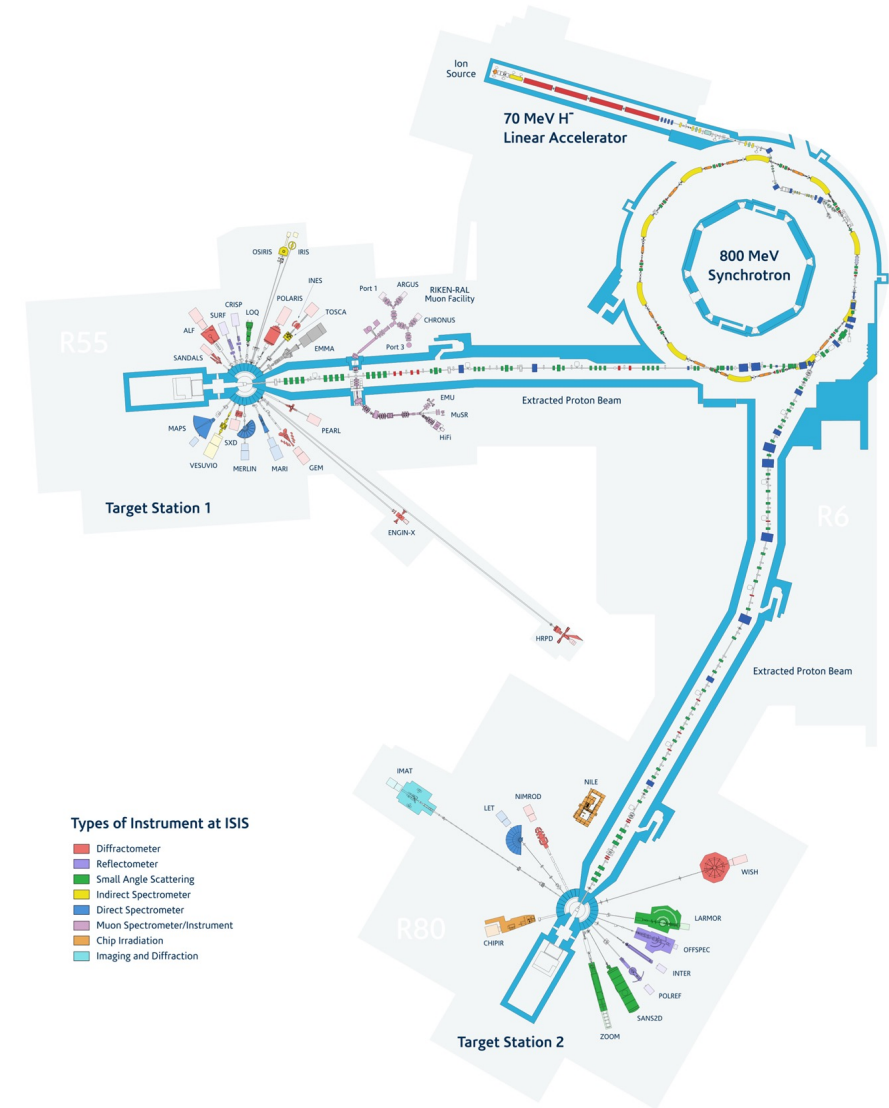 Ion
Source
70 MeV H⁻
Linear Accelerator
800 MeV
Synchrotron
OSIRIS
IRIS
INES
POLARIS
TOSCA
CRISP
SURF
LOQ
ALF
EMMA
SANDALS
R55
Port 1
ARGUS
RIKEN-RAL
Muon Facility
CHRONUS
Port 3
EMU
MuSR
HiFi
Extracted Proton Beam
MAPS
VESUVIO
SXD
MERLIN
MARI
GEM
PEARL
Target Station 1
ENGIN-X
R6
HRPD
Extracted Proton Beam
IMAT
LET
NIMROD
NILE
WISH
LARMOR
OFFSPEC
INTER
POLREF
SANS2D
ZOOM
CHIPIR
R80
Target Station 2
Types of Instrument at ISIS
Diffractometer
Reflectometer
Small Angle Scattering
Indirect Spectrometer
Direct Spectrometer
Muon Spectrometer/Instrument
Chip Irradiation
Imaging and Diffraction